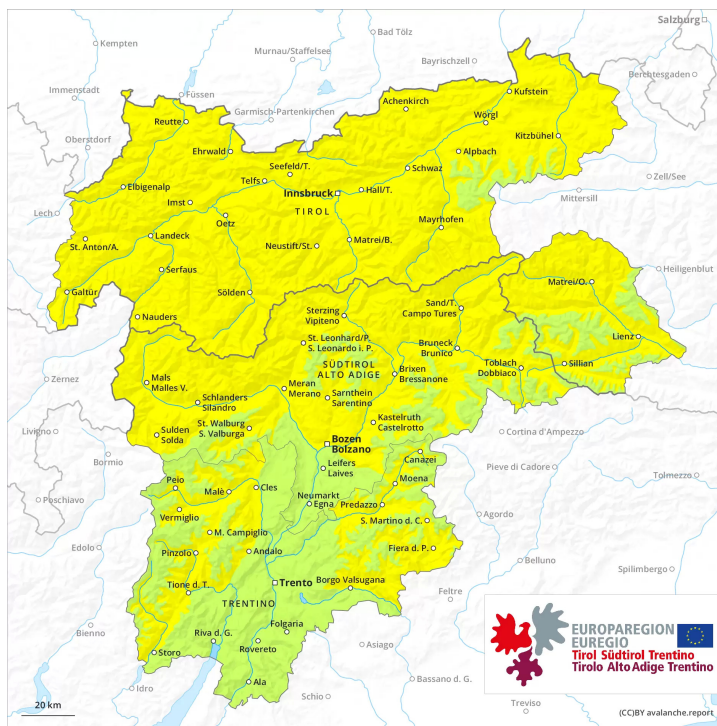 Salzburg
Kempten
Bad Tölz
Murnau/Staffelsee
Bayrischzell
Berchtesgaden
Immenstadt
Füssen
Garmisch-Partenkirchen
Achenkirch
Kufstein
Reutte
Wörgl
Oberstdorf
Kitzbühel
Ehrwald
Alpbach
Seefeld/T.
Schwaz
Zell/See
Telfs
Elbigenalp
Innsbruck
Hall/T.
Mittersill
Imst
TIROL
Lech
Oetz
Mayrhofen
Landeck
St. Anton/A.
Neustift/St.
Matrei/B.
Serfaus
Heiligenblut
Galtür
Sölden
Matrei/O.
Nauders
Sterzing
Vipiteno
Sand/T.
Campo Tures
St. Leonhard/P.
S. Leonardo i. P.
Bruneck
Brunico
Lienz
SÜDTIROL
ALTO ADIGE
Brixen
Bressanone
Toblach
Dobbiaco
Sillian
Zernez
Mals
Malles V.
Meran
Merano
Sarnthein
Sarentino
Schlanders
Silandro
St. Walburg
S. Valburga
Kastelruth
Castelrotto
Livigno
Sulden
Solda
Bozen
Bolzano
Cortina d'Ampezzo
Canazei
Bormio
Leifers
Laives
Pieve di Cadore
Tolmezzo
Peio
Malè
Cles
Moena
Poschiavo
Neumarkt
Egna
Predazzo
Vermiglio
Agordo
S. Martino d. C.
M. Campiglio
Edolo
Pinzolo
Andalo
Fiera d. P.
Belluno
Spilimbergo
Trento
Tione d. T.
Borgo Valsugana
Feltre
TRENTINO
Bienno
Riva d. G.
Folgaria
Rovereto
Asiago
Storo
Idro
Ala
Schio
Bassano d. G.
Treviso
EUROPAREGION
EUREGIO
Tirol Südtirol Trentino
Tirolo Alto Adige Trentino
20 km
(CC)BY avalanche.report